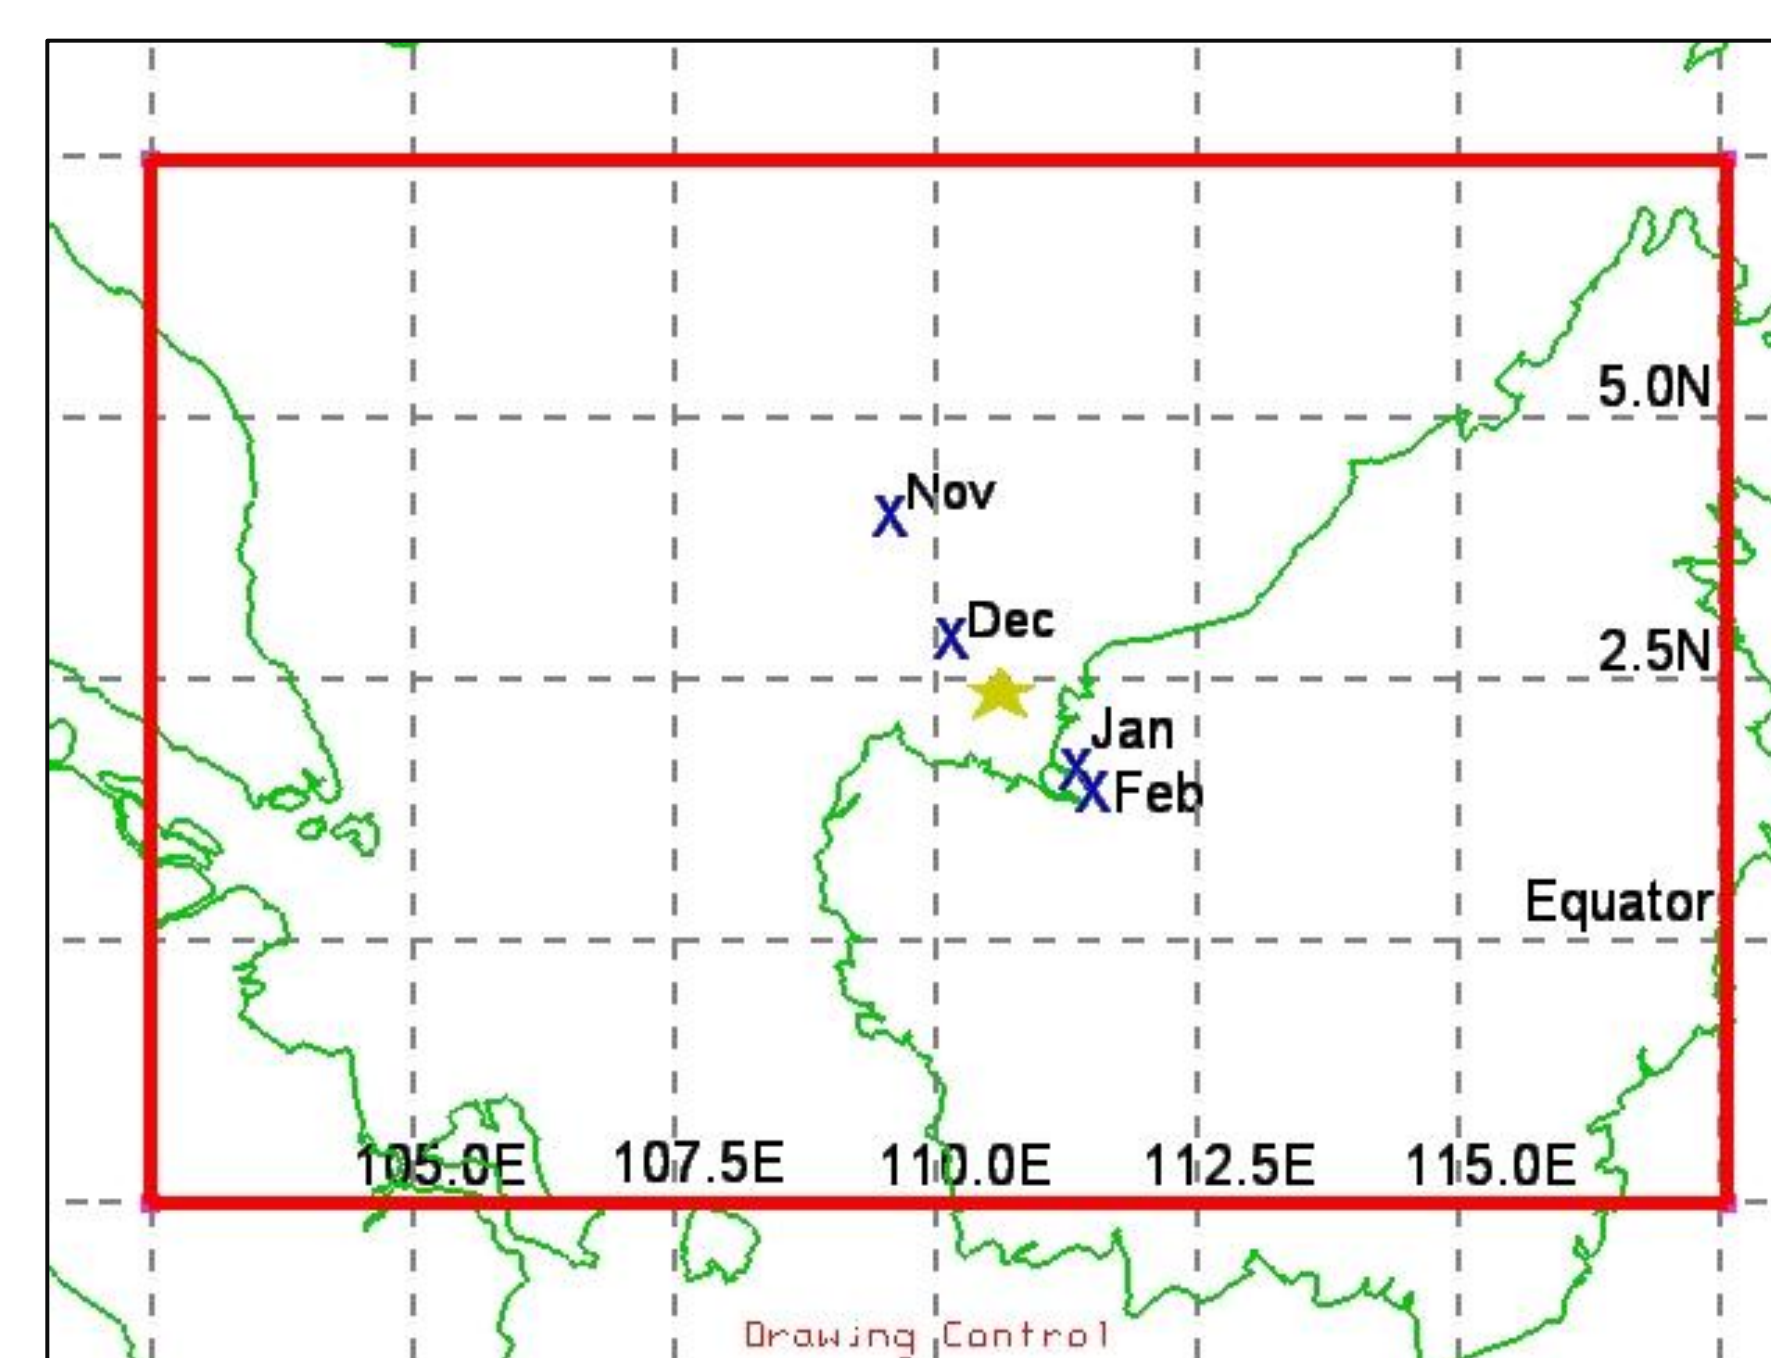 5.0N
Nov
Dec
2.5N
Jan
Feb
Equator
105.0E 107.5E 110.0E 112.5E 115.0E
Drawing Control